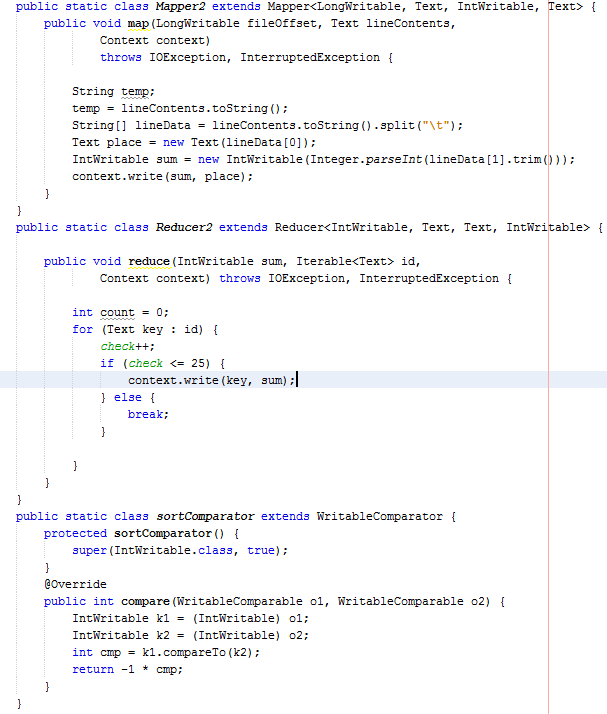 public static class Mapper2 extends Mapper<LongWritable, Text, IntWritable, Text> {
    public void map(LongWritable fileOffset, Text lineContents,
            Context context)
            throws IOException, InterruptedException {
        String temp;
        temp = lineContents.toString();
        String[] lineData = lineContents.toString().split("\t");
        Text place = new Text(lineData[0]);
        IntWritable sum = new IntWritable(Integer.parseInt(lineData[1].trim()));
        context.write(sum, place);
    }
}
public static class Reducer2 extends Reducer<IntWritable, Text, Text, IntWritable> {
    public void reduce(IntWritable sum, Iterable<Text> id,
            Context context) throws IOException, InterruptedException {
        int count = 0;
        for (Text key : id) {
            check++;
            if (check <= 25) {
                context.write(key, sum);
            } else {
                break;
            }
        }
    }
}
public static class sortComparator extends WritableComparator {
    protected sortComparator() {
        super(IntWritable.class, true);
    }
    @Override
    public int compare(WritableComparable o1, WritableComparable o2) {
        IntWritable k1 = (IntWritable) o1;
        IntWritable k2 = (IntWritable) o2;
        int cmp = k1.compareTo(k2);
        return -1 * cmp;
    }
}